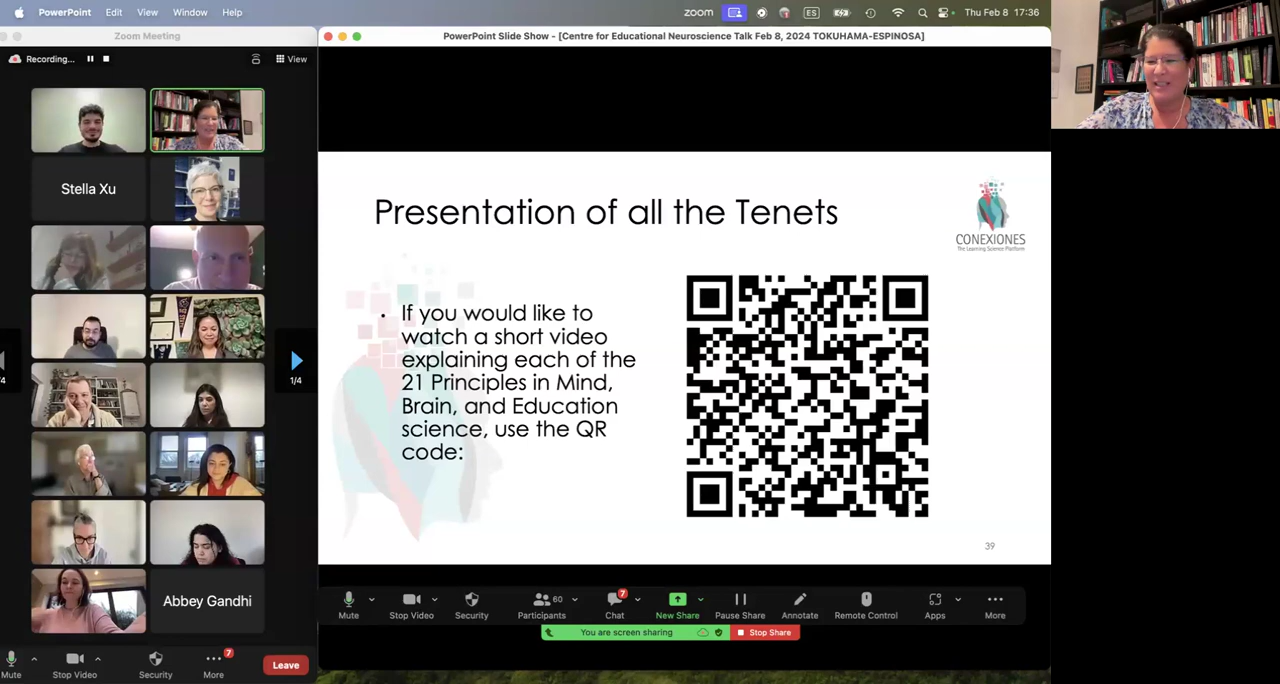 PowerPoint Edit View Window Help
zoom
ES
Thu Feb 8 17:36
Zoom Meeting
PowerPoint Slide Show - [Centre for Educational Neuroscience Talk Feb 8, 2024 TOKUHAMA-ESPINOSA]
Recording...
View
Stella Xu
Abbey Gandhi
/4
1/4
Presentation of all the Tenets
CONEXIONES
The Learning Science Platform
• If you would like to
watch a short video
explaining each of the
21 Principles in Mind,
Brain, and Education
science, use the QR
code:
39
Mute
Stop Video
Security
60
Participants
7
Chat
New Share
Pause Share
Annotate
Remote Control
Apps
More
You are screen sharing
Stop Share
Mute
Stop Video
Security
7
More
Leave